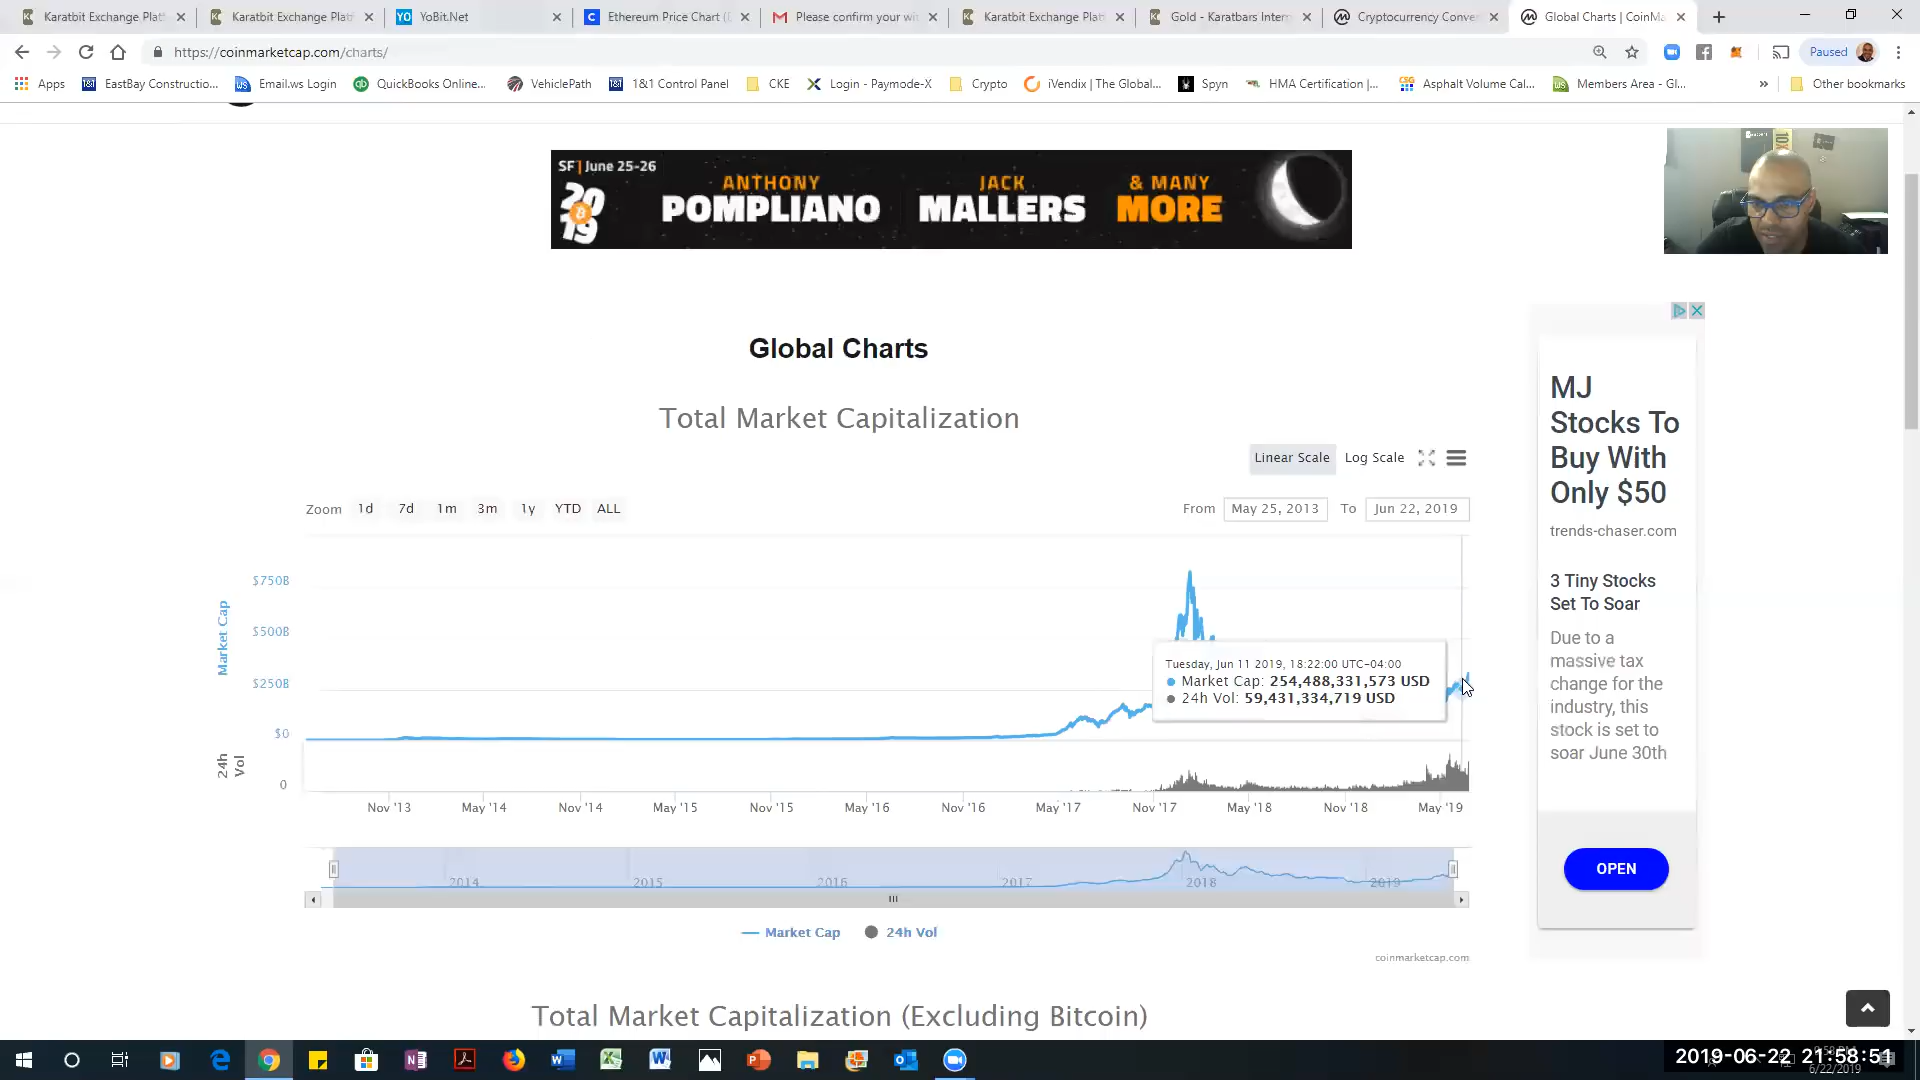 Karatbit Exchange Plat
Karatbit Exchange Plat
YoBit.Net
Ethereum Price Chart (
Please confirm your wi
Karatbit Exchange Plat
Gold - Karatbars Intern
Cryptocurrency Conve
Global Charts | CoinMa
https://coinmarketcap.com/charts/
Paused
Apps
EastBay Constructio...
Email.ws Login
QuickBooks Online...
VehiclePath
1&1 Control Panel
CKE
Login - Paymode-X
Crypto
iVendix | The Global...
Spyn
HMA Certification |...
Asphalt Volume Cal...
Members Area - Gl...
»
Other bookmarks
SF | June 25-26
2019
ANTHONY
POMPLIANO
JACK
MALLERS
& MANY
MORE
Global Charts
Total Market Capitalization
Linear Scale
Log Scale
Zoom 1d 7d 1m 3m 1y YTD ALL
From May 25, 2013 To Jun 22, 2019
Market Cap
$750B
$500B
$250B
$0
24h Vol
0
Tuesday, Jun 11 2019, 18:22:00 UTC-04:00
Market Cap: 254,488,331,573 USD
24h Vol: 59,431,334,719 USD
Nov '13 May '14 Nov '14 May '15 Nov '15 May '16 Nov '16 May '17 Nov '17 May '18 Nov '18 May '19
2014 2015 2016 2017 2018 2019
Market Cap 24h Vol
coinmarketcap.com
Total Market Capitalization (Excluding Bitcoin)
MJ
Stocks To
Buy With
Only $50
trends-chaser.com
3 Tiny Stocks
Set To Soar
Due to a
massive tax
change for the
industry, this
stock is set to
soar June 30th
OPEN
2019-06-22 21:58:51
6/22/2019